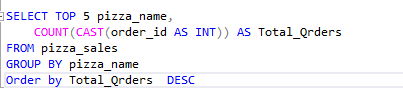 SELECT TOP 5 pizza_name,
COUNT(CAST(order_id AS INT)) AS Total_Qrders
FROM pizza_sales
GROUP BY pizza_name
Order by Total_Qrders  DESC